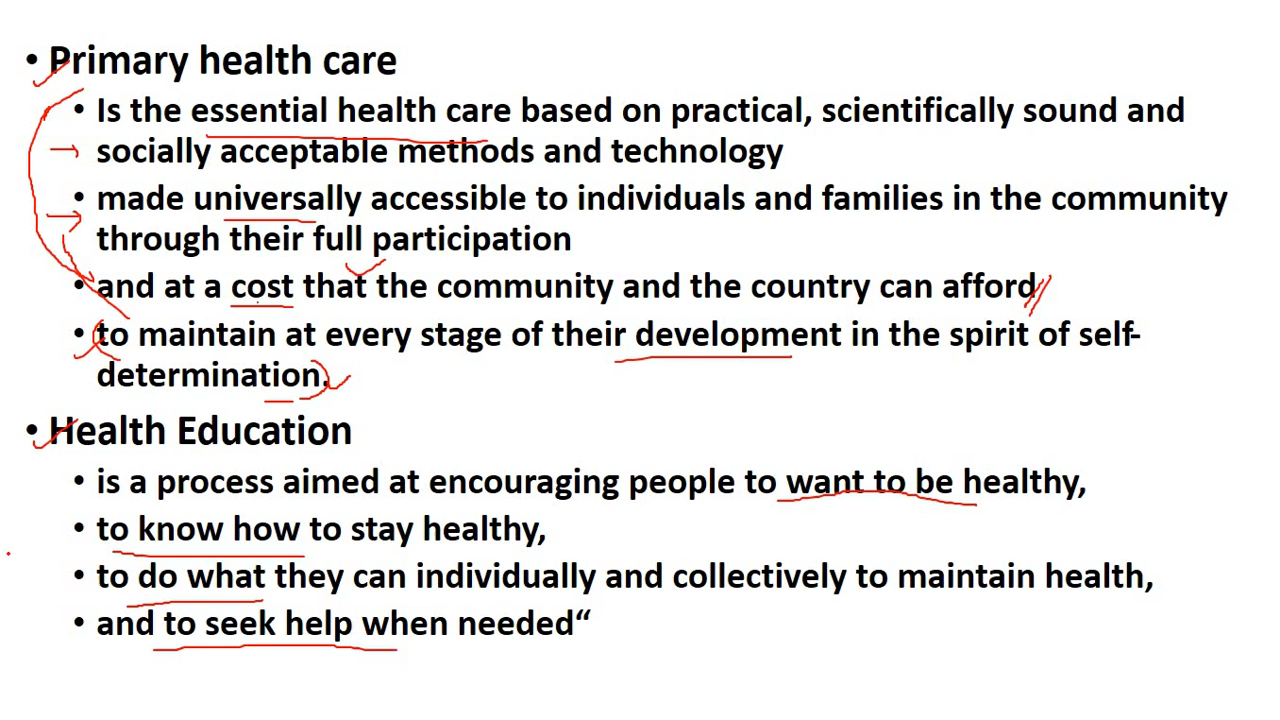 • Primary health care
• Is the essential health care based on practical, scientifically sound and
socially acceptable methods and technology
• made universally accessible to individuals and families in the community
through their full participation
• and at a cost that the community and the country can afford
• to maintain at every stage of their development in the spirit of self-
determination.
• Health Education
• is a process aimed at encouraging people to want to be healthy,
• to know how to stay healthy,
• to do what they can individually and collectively to maintain health,
• and to seek help when needed“